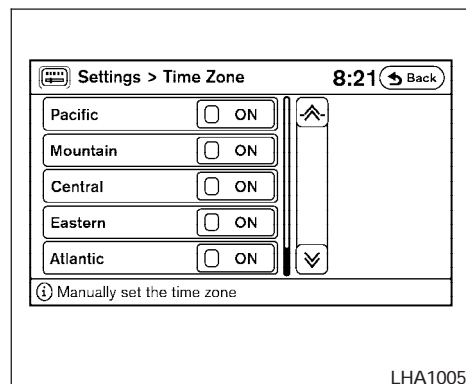 Settings > Time Zone 8:21 Back
Pacific ON
Mountain ON
Central ON
Eastern ON
Atlantic ON
i Manually set the time zone
LHA1005